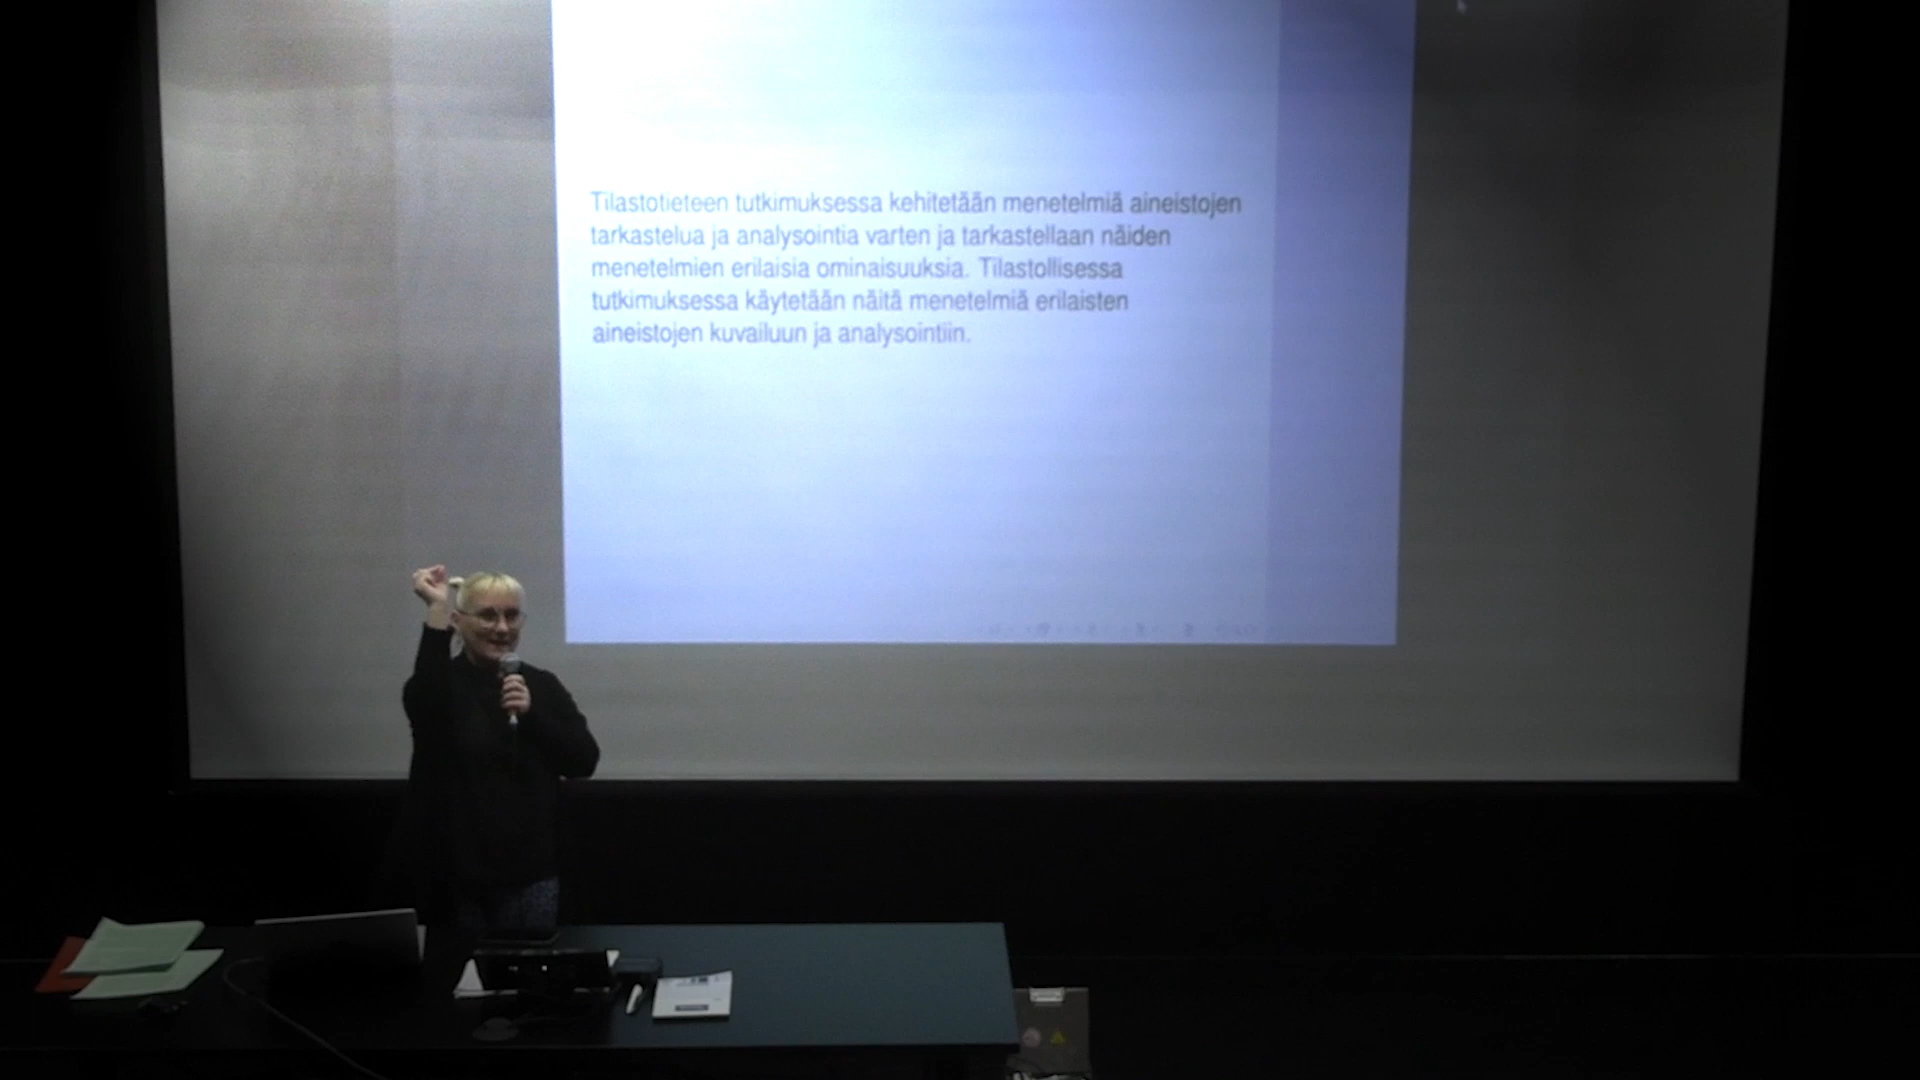 Tilastotieteen tutkimuksessa kehitetään menetelmiä aineistojen
tarkastelua ja analysointia varten ja tarkastellaan näiden
menetelmien erilaisia ominaisuuksia. Tilastollisessa
tutkimuksessa käytetään näitä menetelmiä erilaisten
aineistojen kuvailuun ja analysointiin.